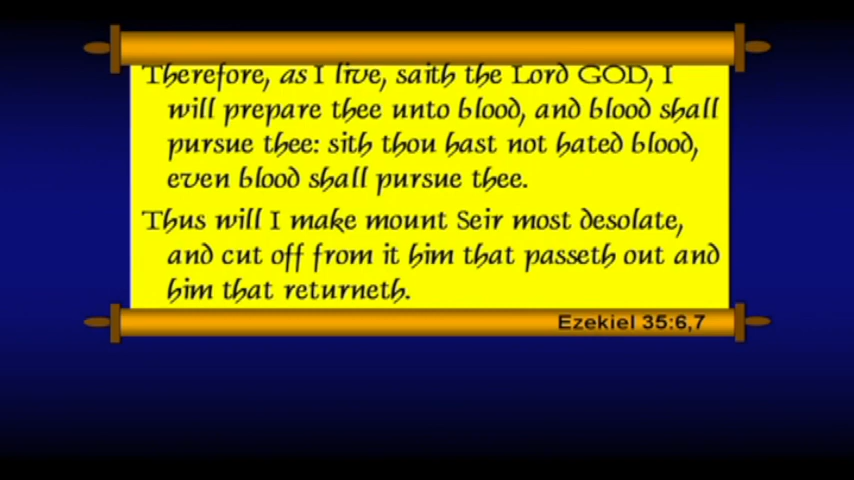 Therefore, as I live, saith the Lord GOD, I
will prepare thee unto blood, and blood shall
pursue thee: sith thou hast not hated blood,
even blood shall pursue thee.
Thus will I make mount Seir most desolate,
and cut off from it him that passeth out and
him that returneth.
Ezekiel 35:6,7